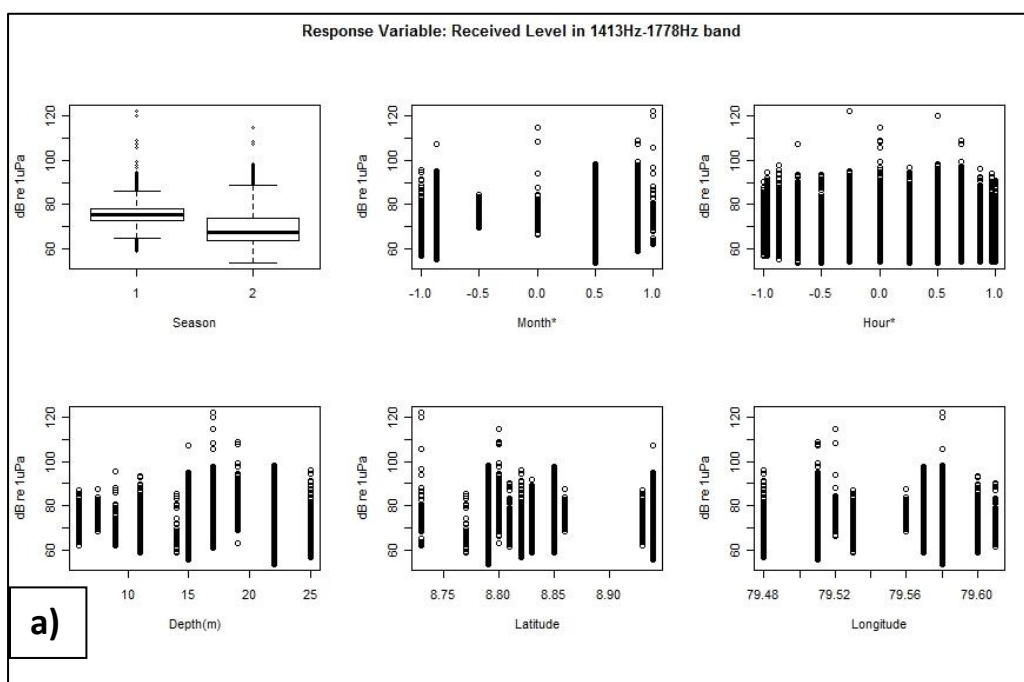 Response Variable: Received Level in 1413Hz-1778Hz band
dB re 1uPa
60 80 100 120
1 2
Season
dB re 1uPa
60 80 100 120
-1.0 -0.5 0.0 0.5 1.0
Month*
dB re 1uPa
60 80 100 120
-1.0 -0.5 0.0 0.5 1.0
Hour*
dB re 1uPa
60 80 100 120
10 15 20 25
Depth(m)
dB re 1uPa
60 80 100 120
8.75 8.80 8.85 8.90
Latitude
dB re 1uPa
60 80 100 120
79.48 79.52 79.56 79.60
Longitude
a)